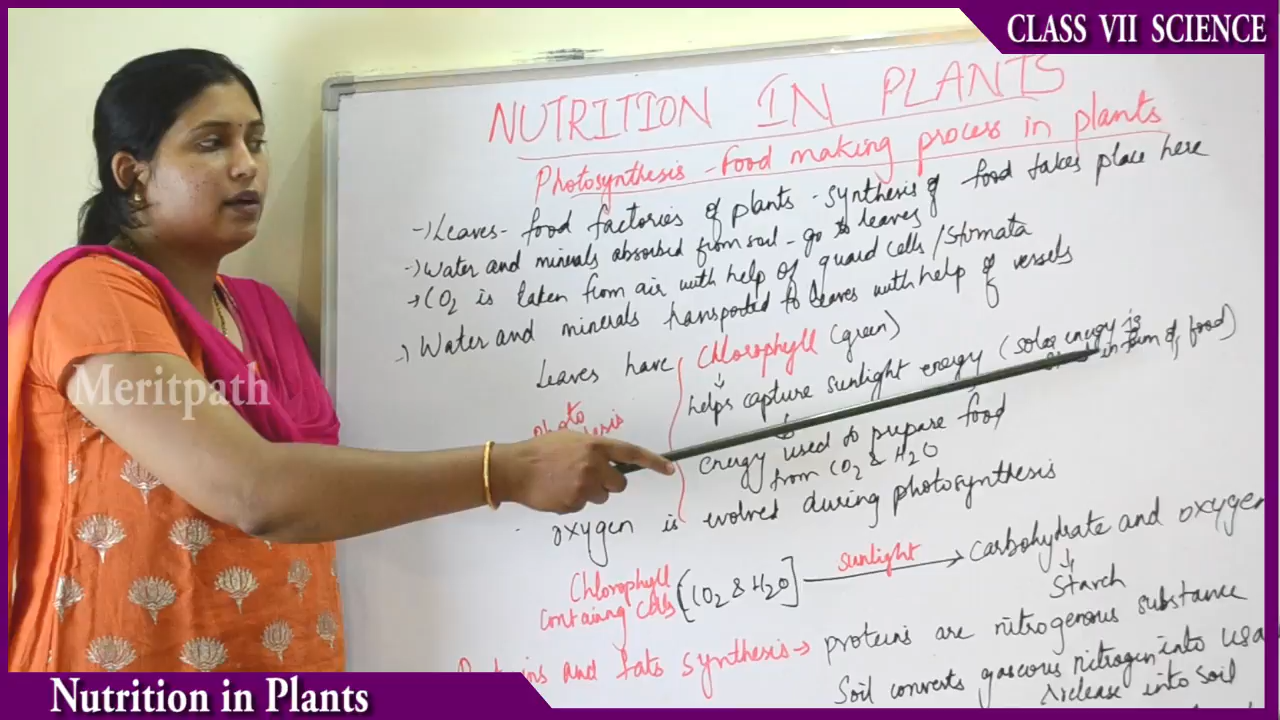 CLASS VII SCIENCE
NUTRITION IN PLANTS
Photosynthesis - Food making process in plants
→ Leaves - food factories of plants - synthesis of food takes place here
→ Water and minerals absorbed from soil - go to leaves
→ CO2 is taken from air with help of guard cells / Stomata
→ Water and minerals transported to leaves with help of vessels
Leaves have Chlorophyll (green)
↓
helps capture sunlight energy (solar energy is
in form of food)
Photo
energy used to prepare food
from CO2 & H2O
oxygen is evolved during photosynthesis
Chlorophyll
containing cells [CO2 & H2O] sunlight → Carbohydrate and oxygen
↓
Starch
and fats synthesis → proteins are nitrogenous substance
Soil converts gaseous nitrogen into
release into soil
Meritpath
Nutrition in Plants